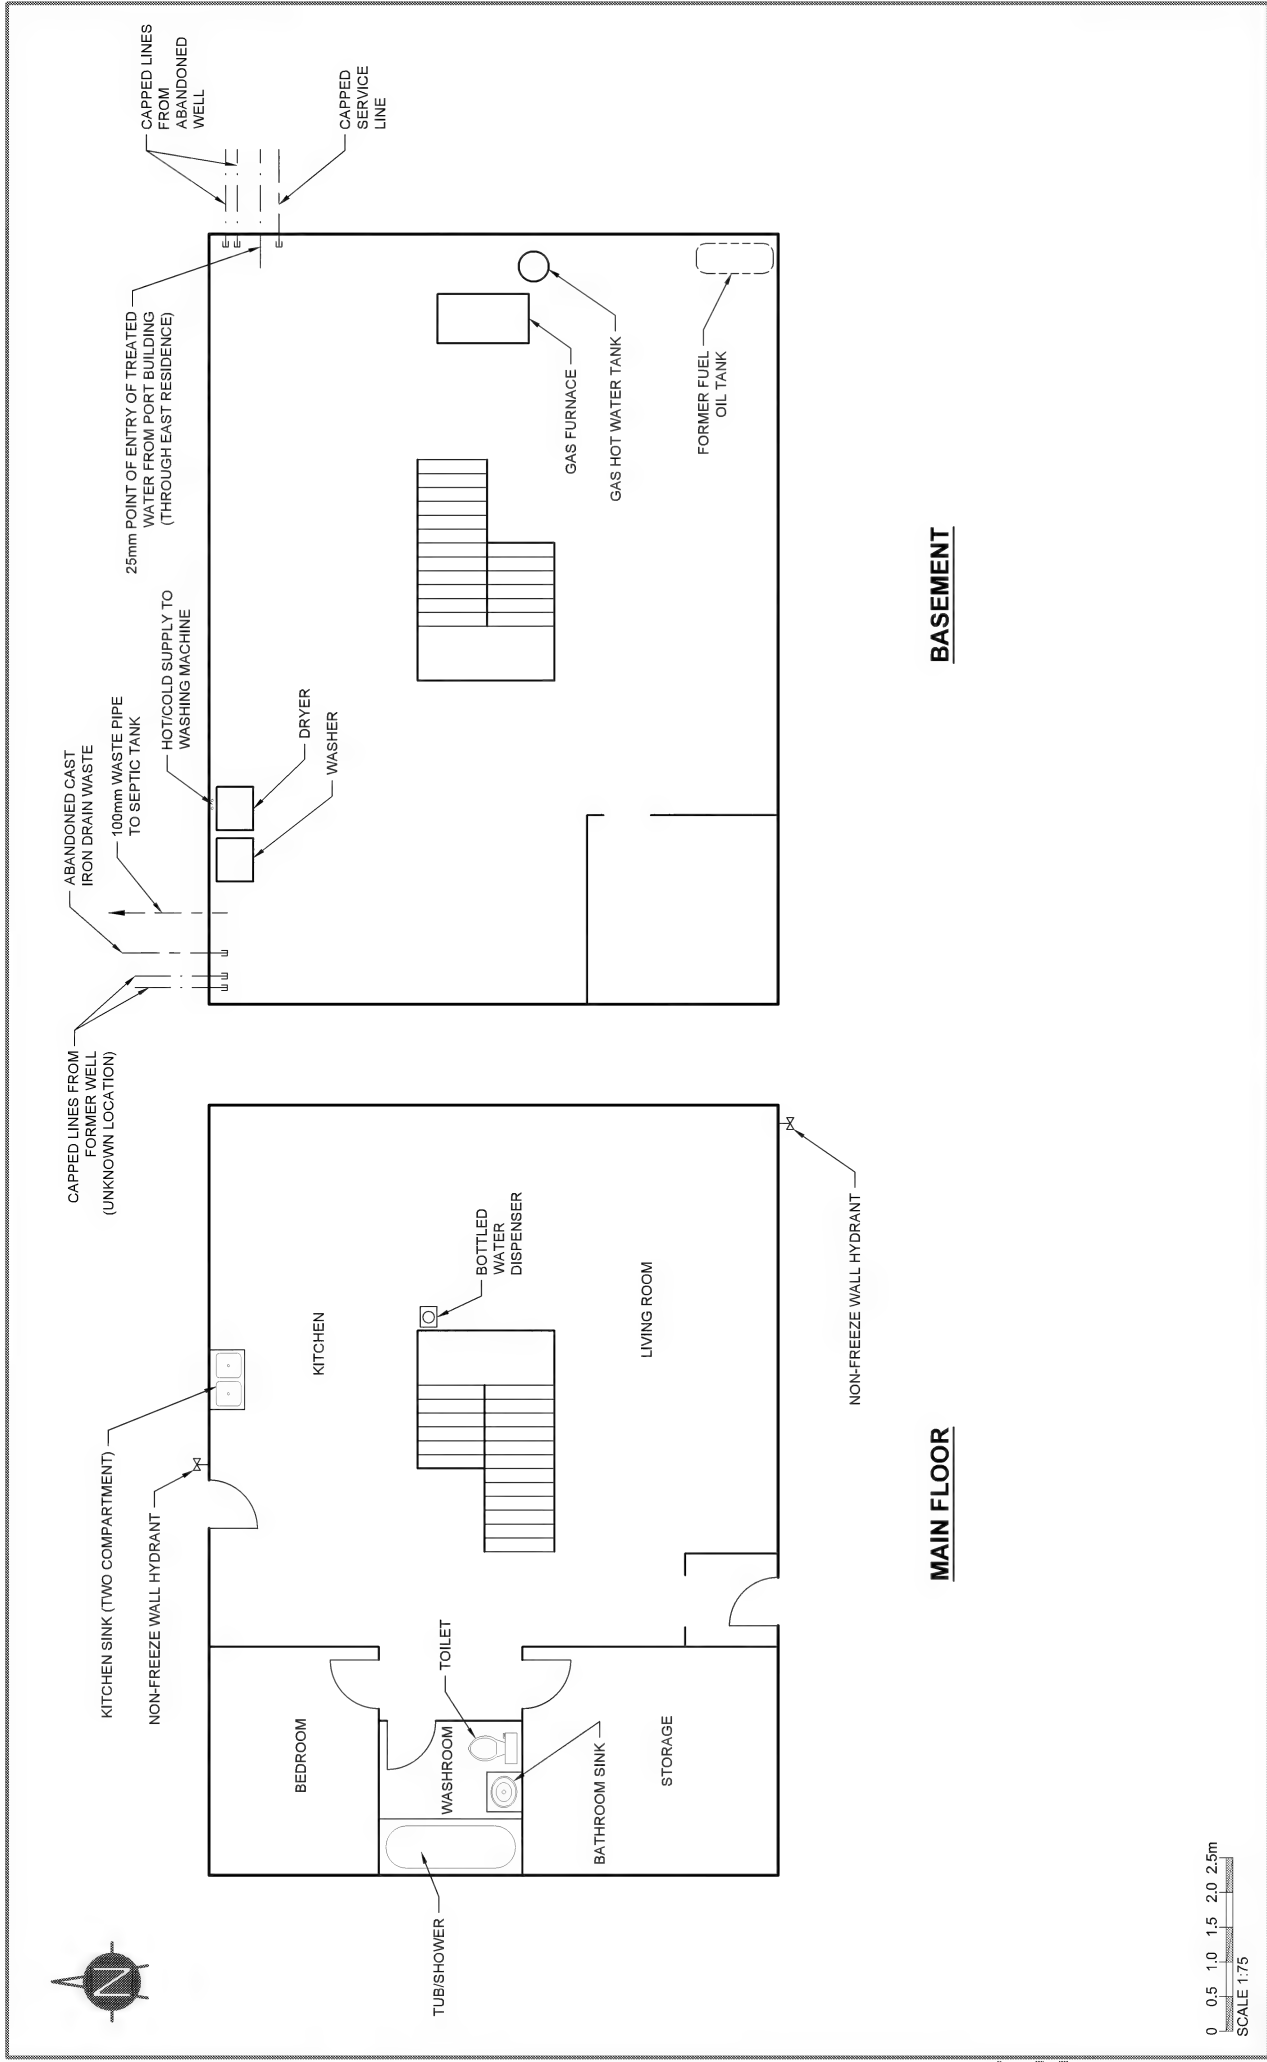 N
KITCHEN SINK (TWO COMPARTMENT)
NON-FREEZE WALL HYDRANT
CAPPED LINES FROM
FORMER WELL
(UNKNOWN LOCATION)
ABANDONED CAST
IRON DRAIN WASTE
100mm WASTE PIPE
TO SEPTIC TANK
HOT/COLD SUPPLY TO
WASHING MACHINE
25mm POINT OF ENTRY OF TREATED
WATER FROM PORT BUILDING
(THROUGH EAST RESIDENCE)
CAPPED LINES
FROM
ABANDONED
WELL
CAPPED
SERVICE
LINE
BEDROOM
KITCHEN
DRYER
WASHER
TUB/SHOWER
WASHROOM
TOILET
BOTTLED
WATER
DISPENSER
GAS FURNACE
GAS HOT WATER TANK
BATHROOM SINK
STORAGE
LIVING ROOM
FORMER FUEL
OIL TANK
NON-FREEZE WALL HYDRANT
MAIN FLOOR
BASEMENT
0 0.5 1.0 1.5 2.0 2.5m
SCALE 1:75